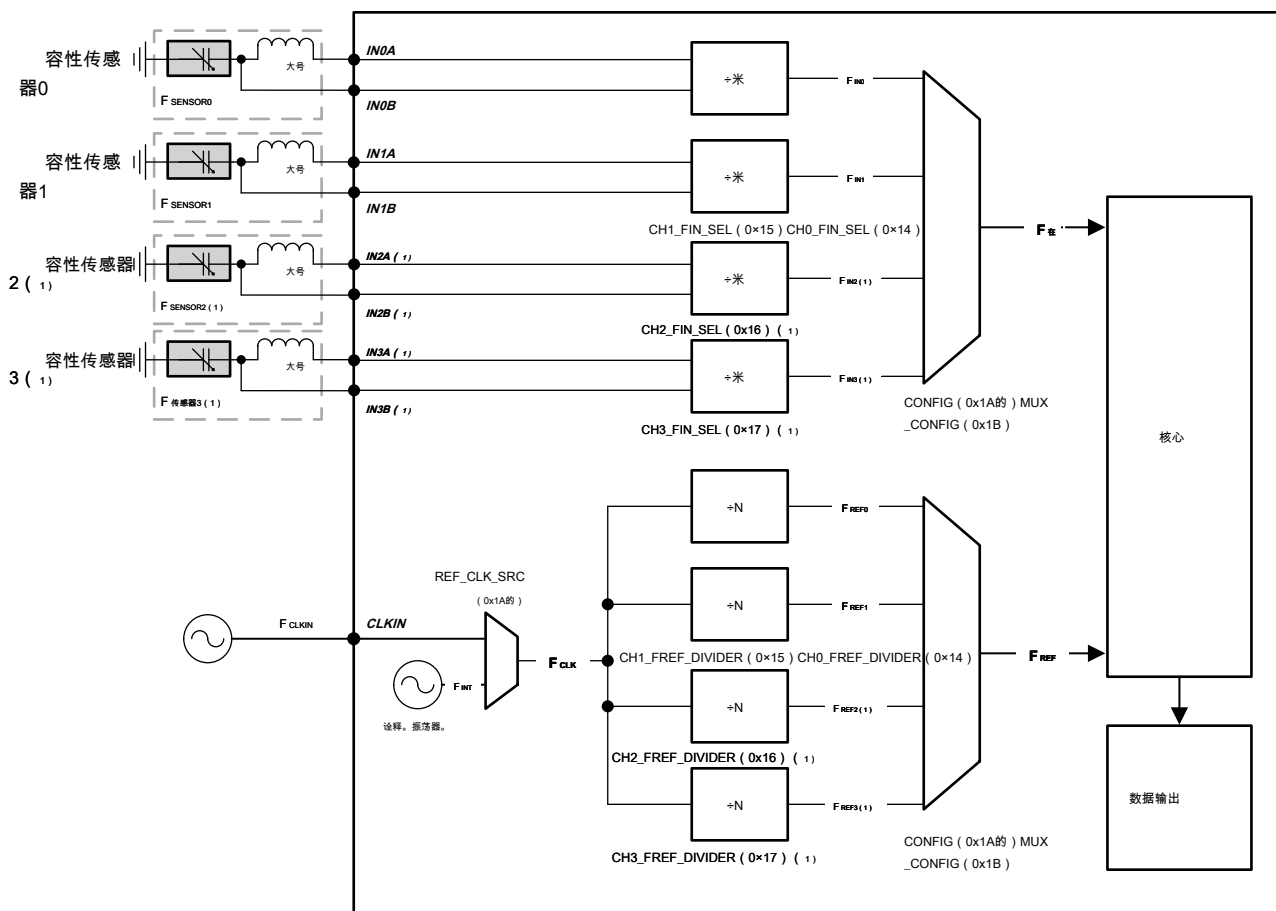 容性传感
器0
大号
F SENSOR0
IN0A
IN0B
÷米
F IN0
容性传感
器1
大号
F SENSOR1
IN1A
IN1B
÷米
F IN1
CH1_FIN_SEL（0×15）CH0_FIN_SEL（0×14）
F 在
容性传感器
2（ 1）
大号
F SENSOR2（1）
IN2A（ 1）
IN2B（ 1）
÷米
F IN2（1）
CH2_FIN_SEL（0x16）（ 1）
容性传感器
3（ 1）
大号
F 传感器3（1）
IN3A（ 1）
IN3B（ 1）
÷米
F IN3（1）
CH3_FIN_SEL（0×17）（ 1）
CONFIG（0x1A的）MUX
_CONFIG（0x1B）
核心
÷N
F REF0
REF_CLK_SRC
（0x1A的）
F CLKIN
CLKIN
F INT
诠释。振荡器。
F CLK
÷N
F REF1
CH1_FREF_DIVIDER（0×15）CH0_FREF_DIVIDER（0×14）
F REF
÷N
F REF2（1）
CH2_FREF_DIVIDER（0x16）（ 1）
÷N
F REF3（1）
CH3_FREF_DIVIDER（0×17）（ 1）
CONFIG（0x1A的）MUX
_CONFIG（0x1B）
数据输出